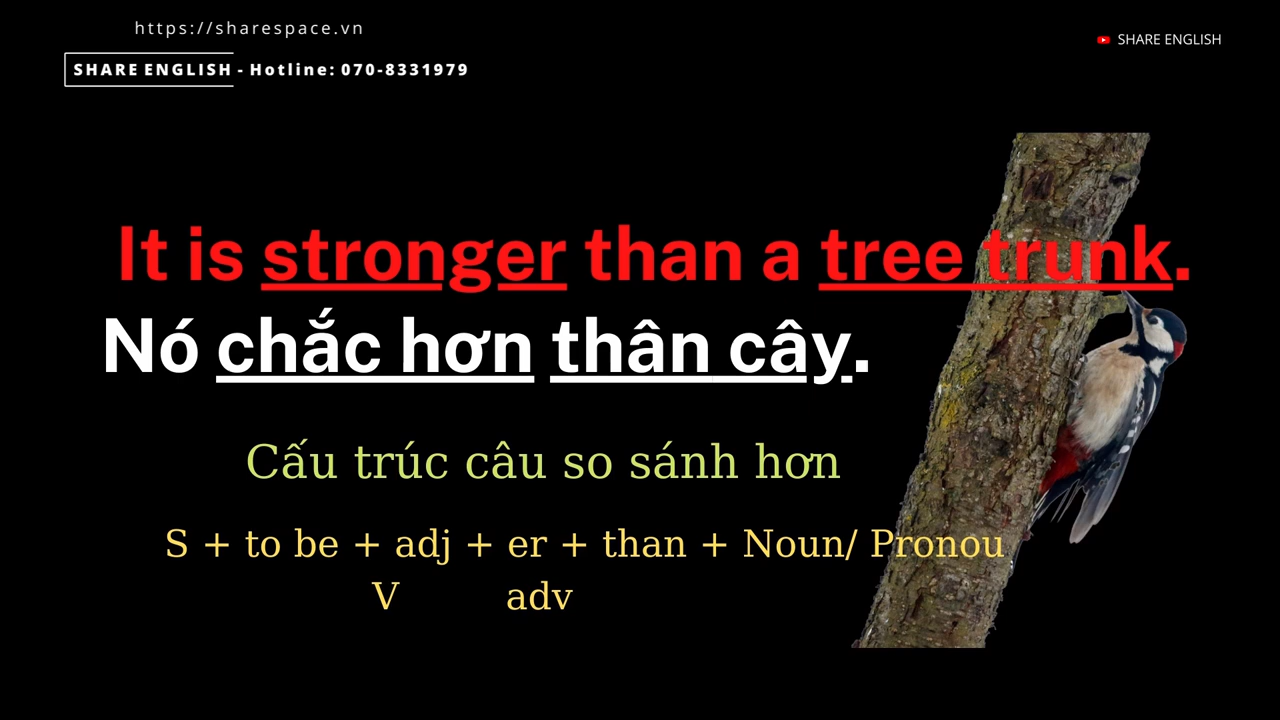 https://sharespace.vn
SHARE ENGLISH - Hotline: 070-8331979
SHARE ENGLISH
It is stronger than a tree trunk.
Nó chắc hơn thân cây.
Cấu trúc câu so sánh hơn
S + to be + adj + er + than + Noun/ Pronou
V adv